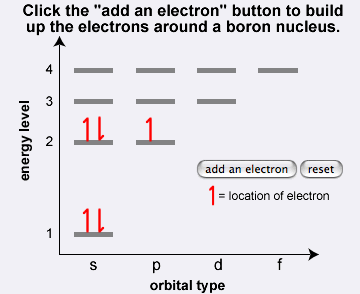 Click the "add an electron" button to build
up the electrons around a boron nucleus.
4
3
2
1
energy level
add an electron reset
= location of electron
s p d f
orbital type